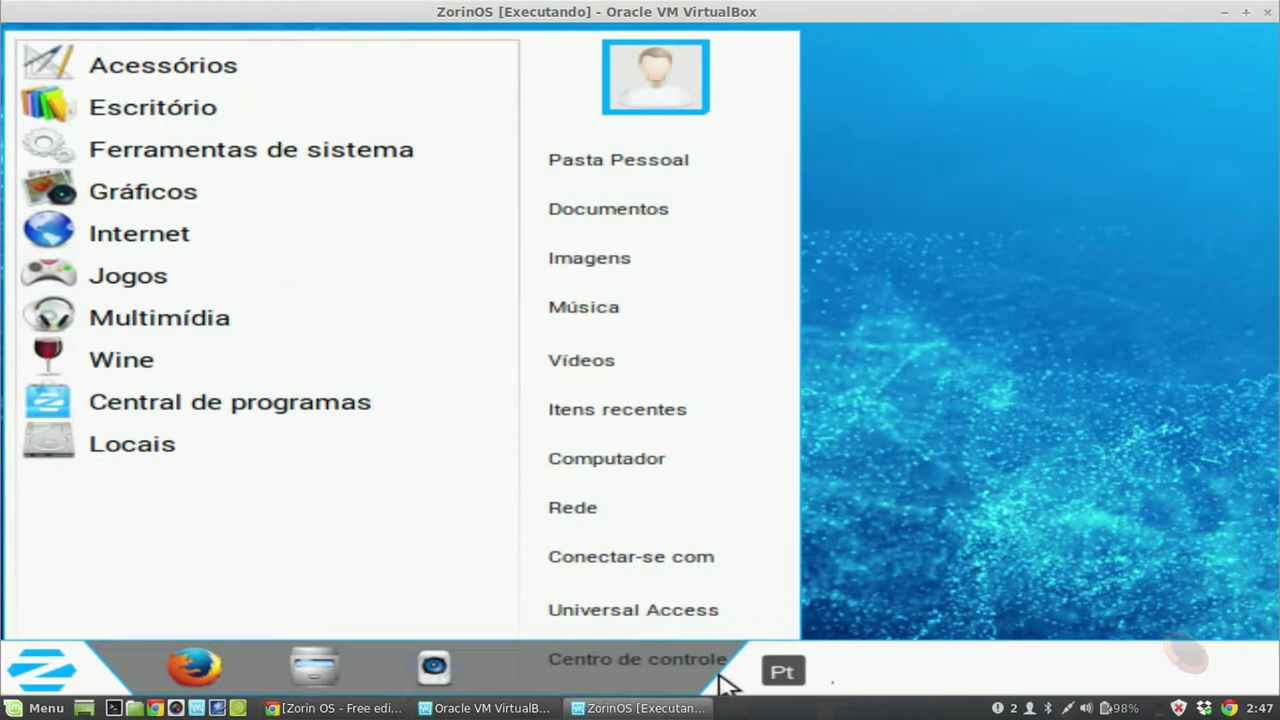 ZorinOS [Executando] - Oracle VM VirtualBox
Acessórios
Escritório
Ferramentas de sistema
Gráficos
Internet
Jogos
Multimídia
Wine
Central de programas
Locais
Pasta Pessoal
Documentos
Imagens
Música
Vídeos
Itens recentes
Computador
Rede
Conectar-se com
Universal Access
Centro de controle
Pt
Menu
[Zorin OS - Free edi...
Oracle VM VirtualB...
ZorinOS [Executan...
2
98%
2:47